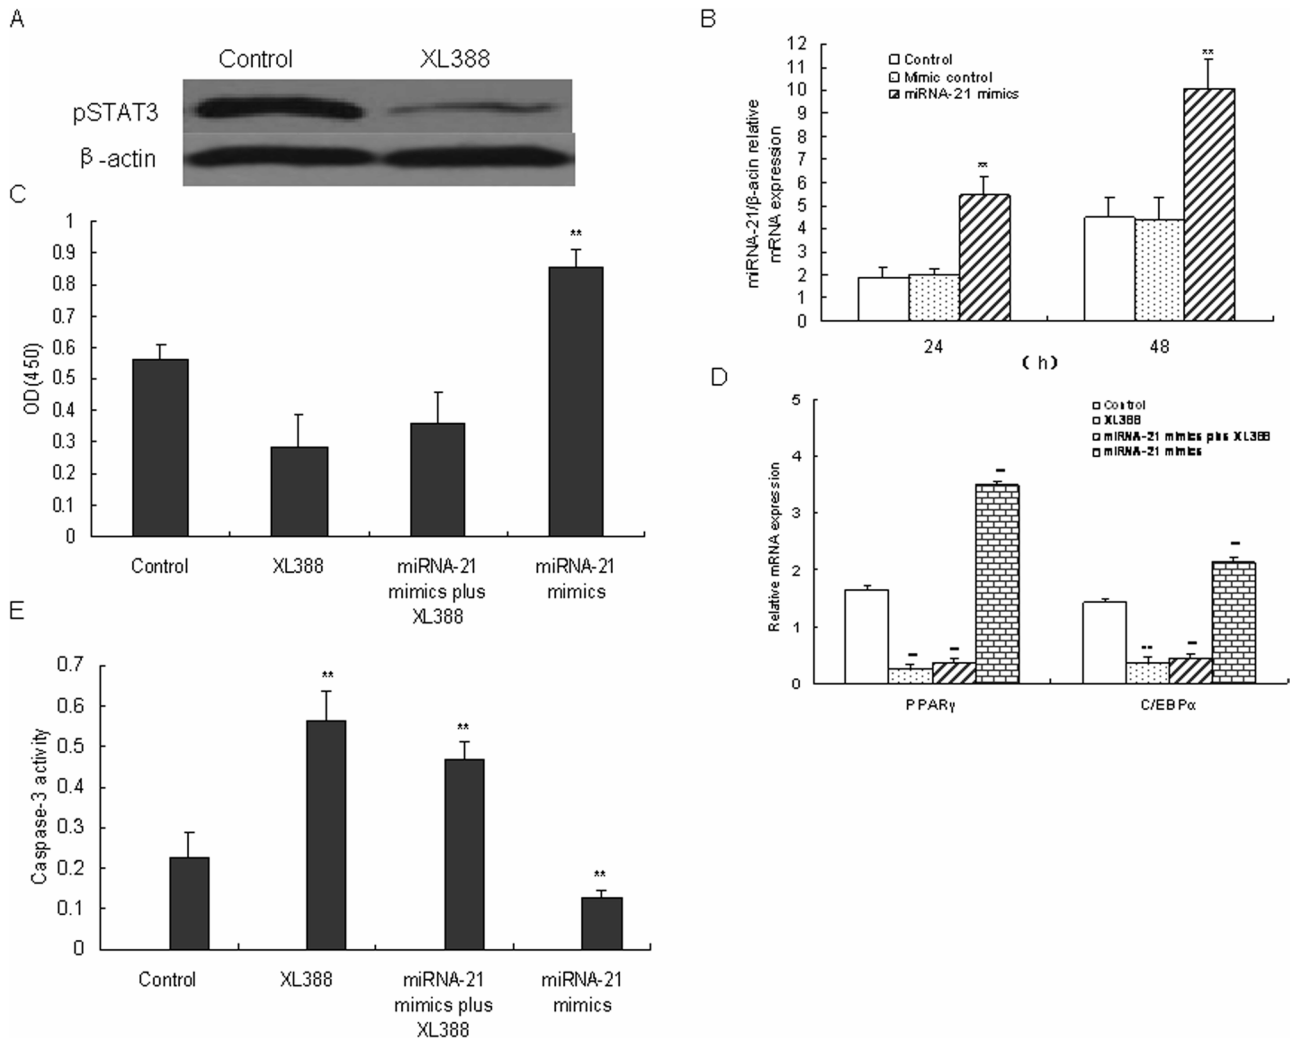 A
Control XL388
pSTAT3
β-actin
B
miRNA-21/β-acin relative
mRNA expression
12
11
10
9
8
7
6
5
4
3
2
1
0
Control
Mimic control
miRNA-21 mimics
**
**
24 48
( h)
C
OD(450)
1
0.9
0.8
0.7
0.6
0.5
0.4
0.3
0.2
0.1
0
**
Control XL388 miRNA-21 miRNA-21
mimics plus mimics
XL388
D
Relative mRNA expression
5
4
3
2
1
0
Control
XL388
miRNA-21 mimics plus XL388
miRNA-21 mimics
**
PPARγ C/EBPα
E
Caspase-3 activity
0.7
0.6
0.5
0.4
0.3
0.2
0.1
0
**
**
**
Control XL388 miRNA-21 miRNA-21
mimics plus mimics
XL388